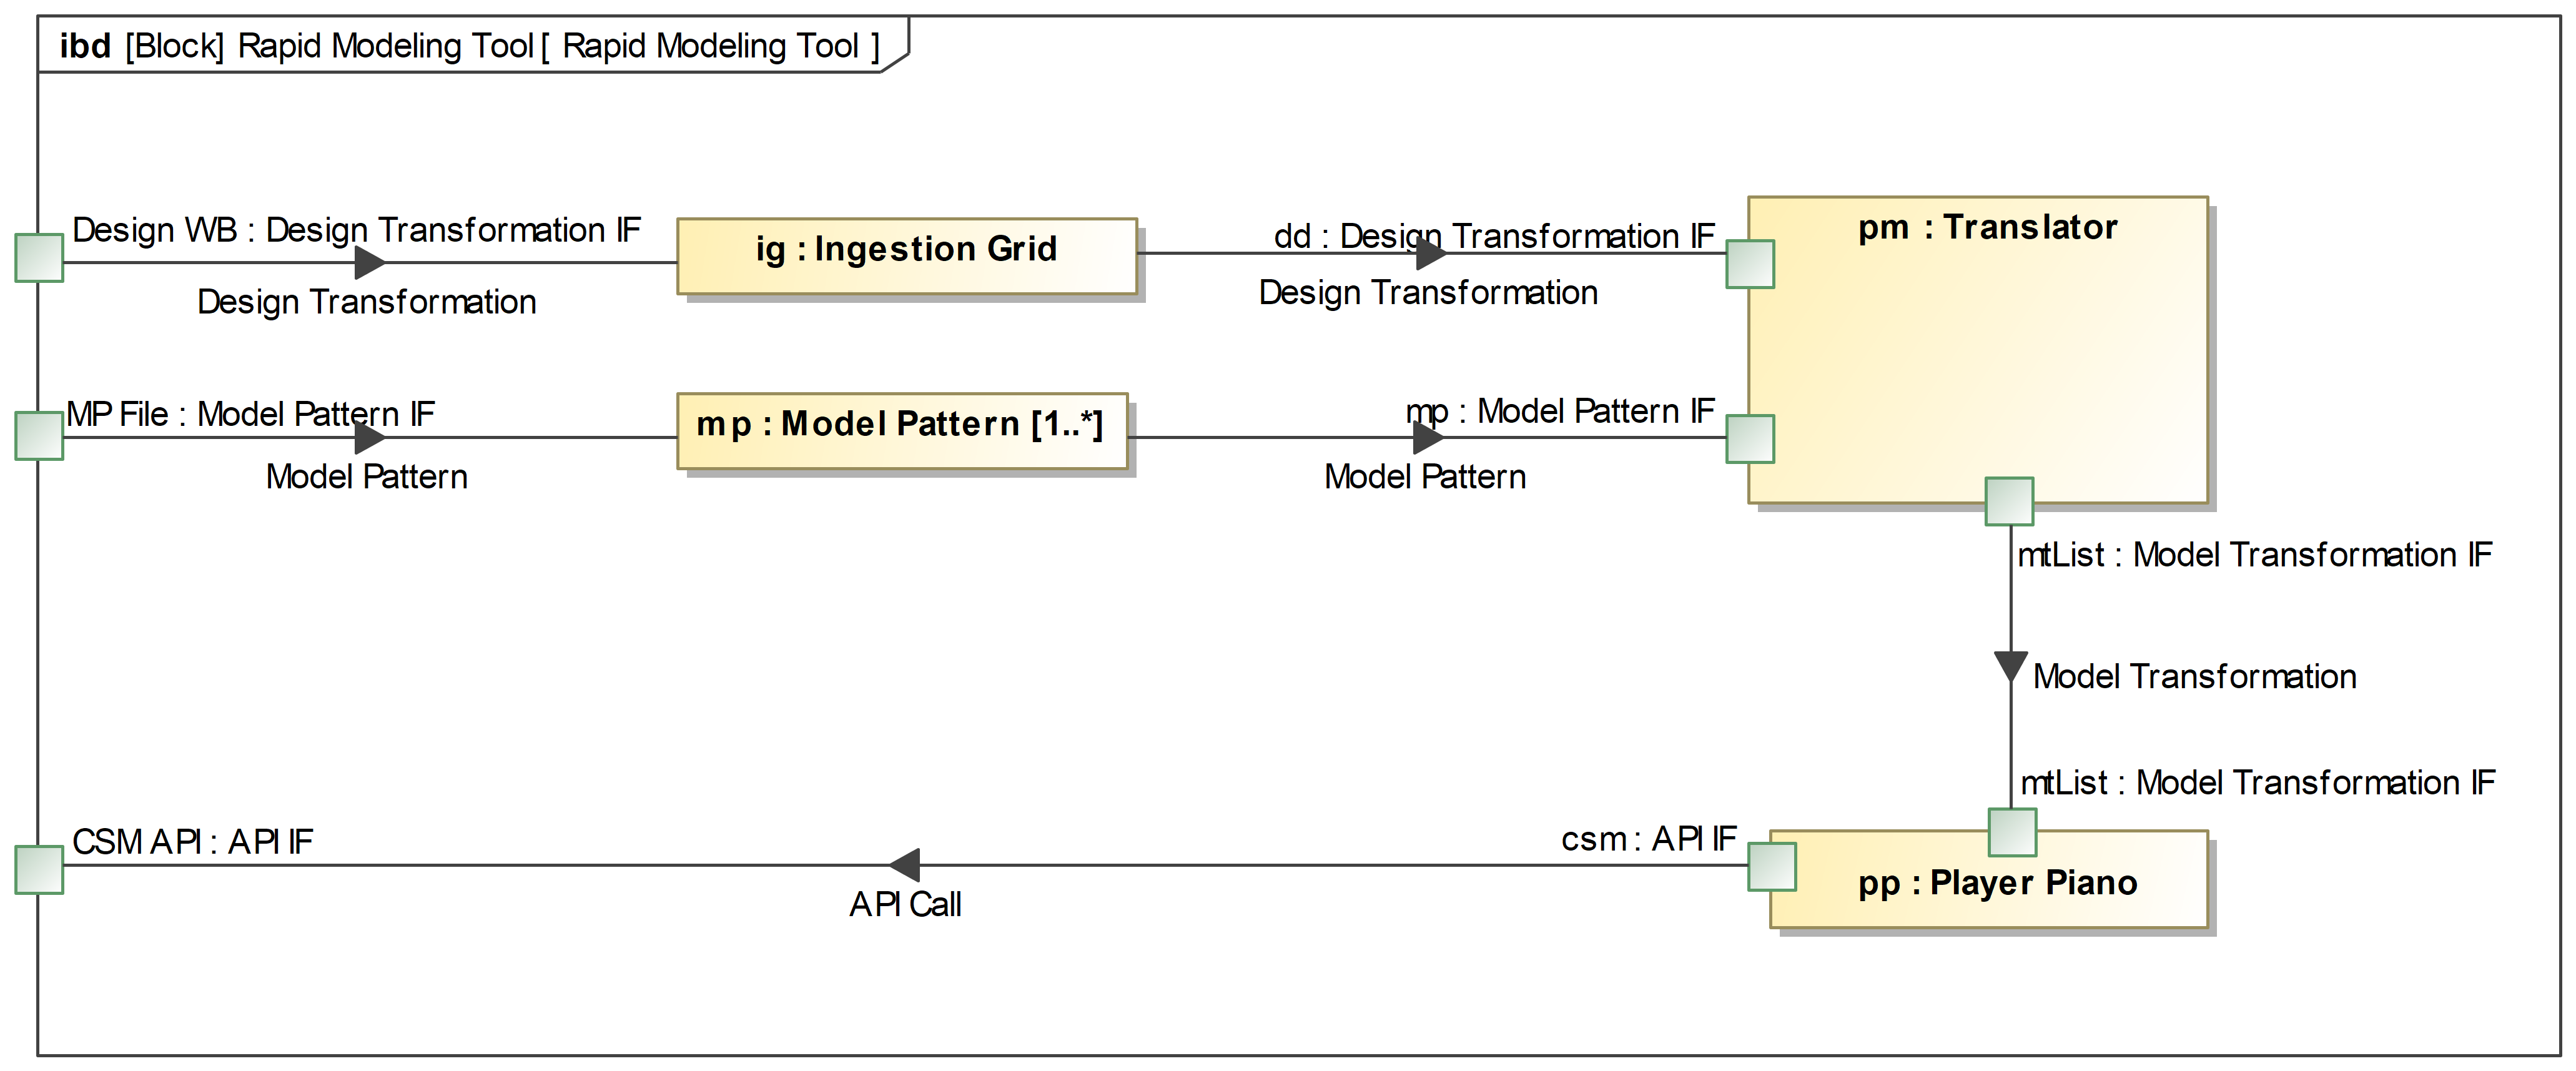 ibd [Block] Rapid Modeling Tool [ Rapid Modeling Tool ]
Design WB : Design Transformation IF
Design Transformation
ig : Ingestion Grid
dd : Design Transformation IF
Design Transformation
pm : Translator
MP File : Model Pattern IF
Model Pattern
mp : Model Pattern [1..*]
mp : Model Pattern IF
Model Pattern
mtList : Model Transformation IF
Model Transformation
mtList : Model Transformation IF
CSM API : API IF
API Call
csm : API IF
pp : Player Piano